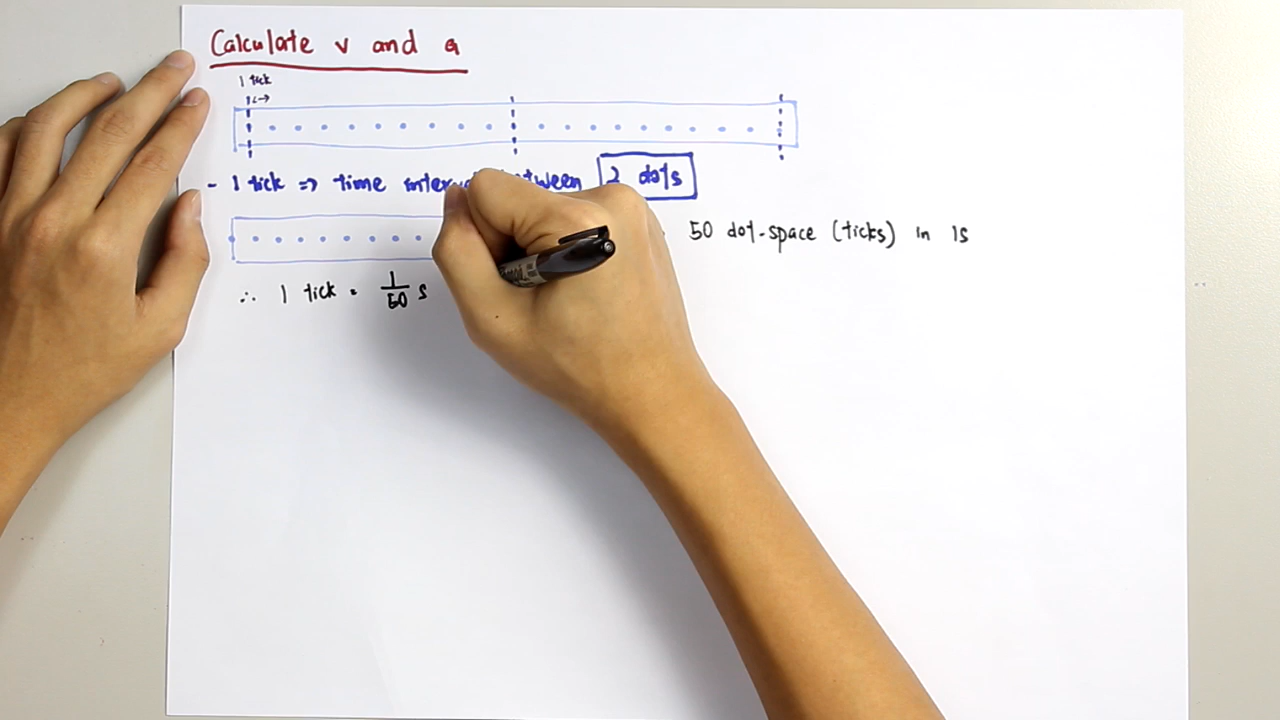 Calculate v and a
1 tick
- 1 tick ⇒ time between 2 dots
50 dot-space (ticks) in 1s
∴ 1 tick = 1/50 s